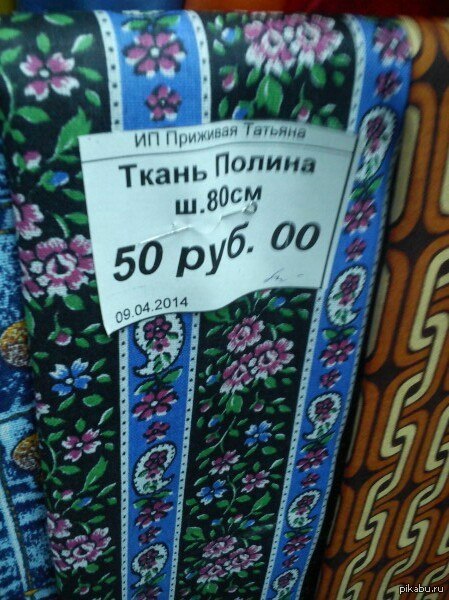 ИП Приживая Татьяна
Ткань Полина
ш.80см
50 руб. 00
09.04.2014
pikabu.ru